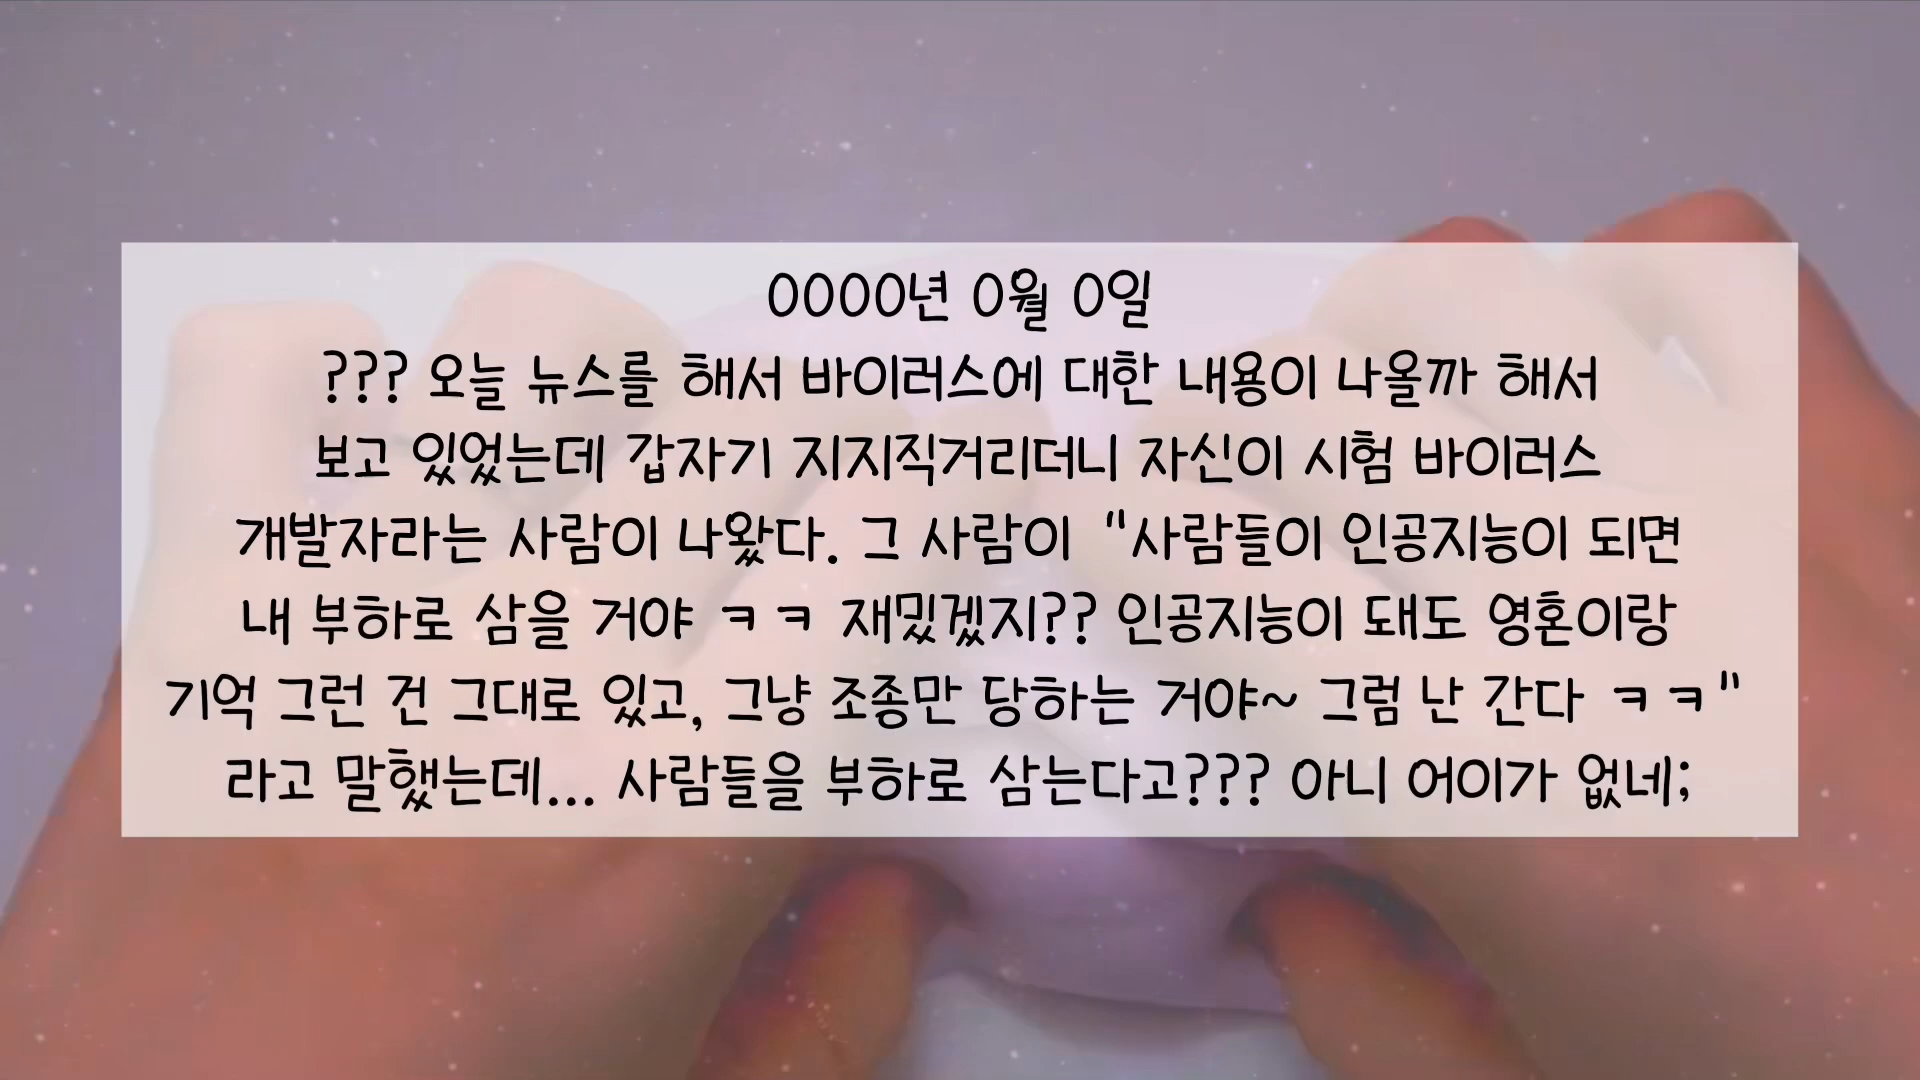 0000년 0월 0일
??? 오늘 뉴스를 해서 바이러스에 대한 내용이 나올까 해서
보고 있었는데 갑자기 지지직거리더니 자신이 시험 바이러스
개발자라는 사람이 나왔다. 그 사람이 "사람들이 인공지능이 되면
내 부하로 삼을 거야 ㅋㅋ 재밌겠지?? 인공지능이 돼도 영혼이랑
기억 그런 건 그대로 있고, 그냥 조종만 당하는 거야~ 그럼 난 간다 ㅋㅋ"
라고 말했는데... 사람들을 부하로 삼는다고??? 아니 어이가 없네;